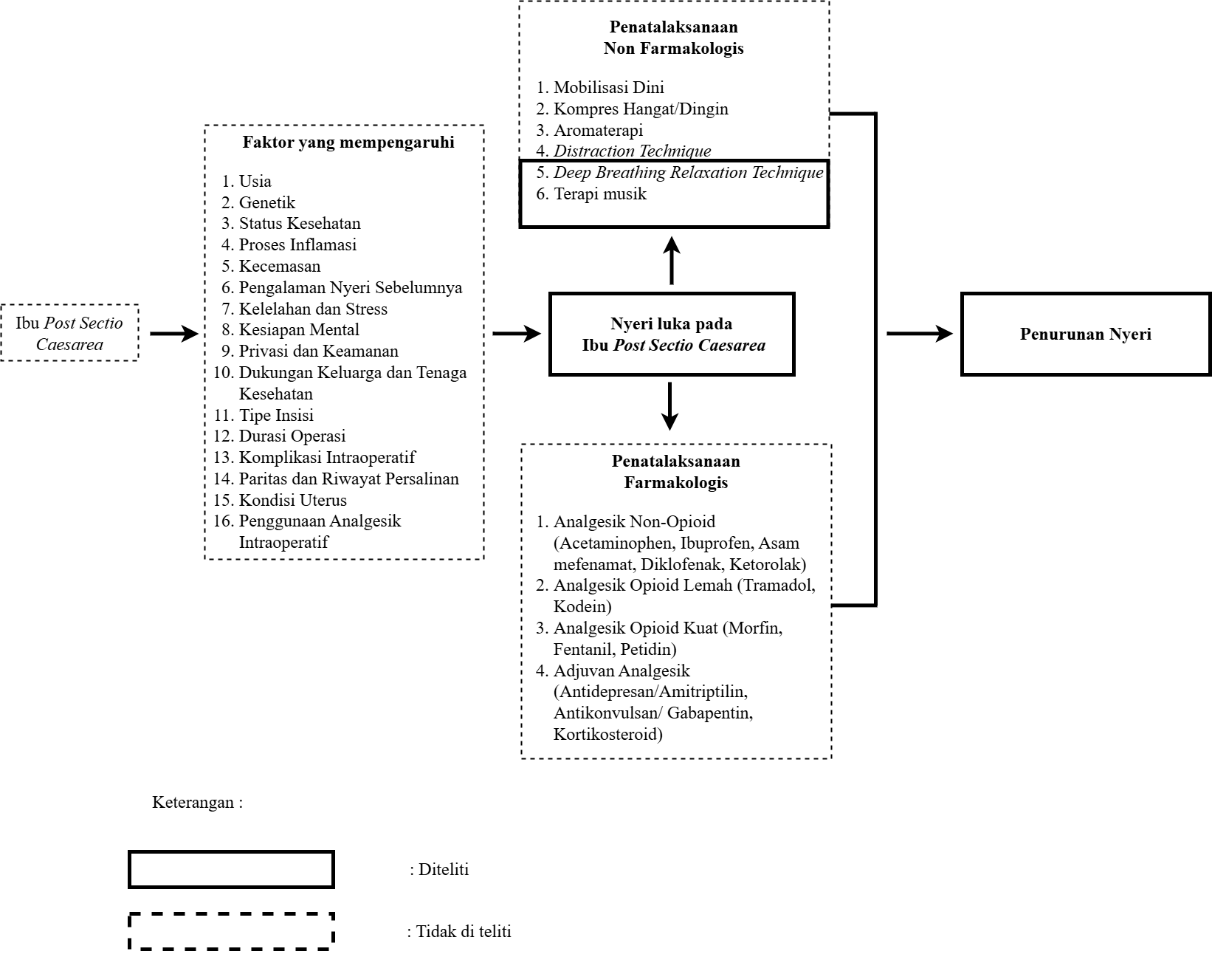 Penatalaksanaan
Non Farmakologis
1. Mobilisasi Dini
2. Kompres Hangat/Dingin
3. Aromaterapi
4. Distraction Technique
5. Deep Breathing Relaxation Technique
6. Terapi musik
Faktor yang mempengaruhi
1. Usia
2. Genetik
3. Status Kesehatan
4. Proses Inflamasi
5. Kecemasan
6. Pengalaman Nyeri Sebelumnya
7. Kelelahan dan Stress
8. Kesiapan Mental
9. Privasi dan Keamanan
10. Dukungan Keluarga dan Tenaga
Kesehatan
11. Tipe Insisi
12. Durasi Operasi
13. Komplikasi Intraoperatif
14. Paritas dan Riwayat Persalinan
15. Kondisi Uterus
16. Penggunaan Analgesik
Intraoperatif
Ibu Post Sectio
Caesarea
Nyeri luka pada
Ibu Post Sectio Caesarea
Penurunan Nyeri
Penatalaksanaan
Farmakologis
1. Analgesik Non-Opioid
(Acetaminophen, Ibuprofen, Asam
mefenamat, Diklofenak, Ketorolak)
2. Analgesik Opioid Lemah (Tramadol,
Kodein)
3. Analgesik Opioid Kuat (Morfin,
Fentanil, Petidin)
4. Adjuvan Analgesik
(Antidepresan/Amitriptilin,
Antikonvulsan/ Gabapentin,
Kortikosteroid)
Keterangan :
: Diteliti
: Tidak di teliti